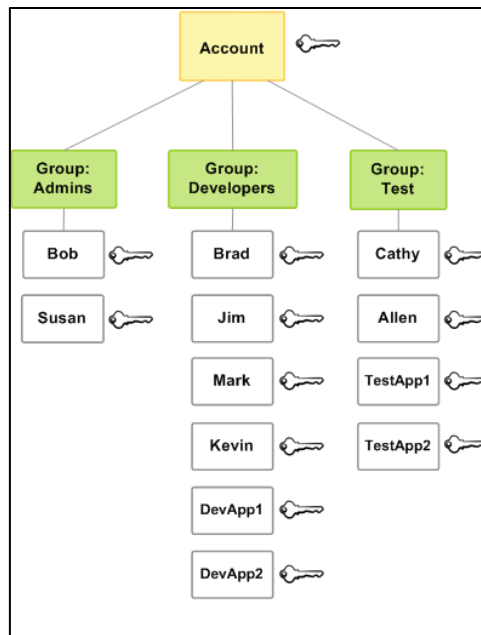 Account
Group:
Admins
Group:
Developers
Group:
Test
Bob
Brad
Cathy
Susan
Jim
Allen
Mark
TestApp1
Kevin
TestApp2
DevApp1
DevApp2